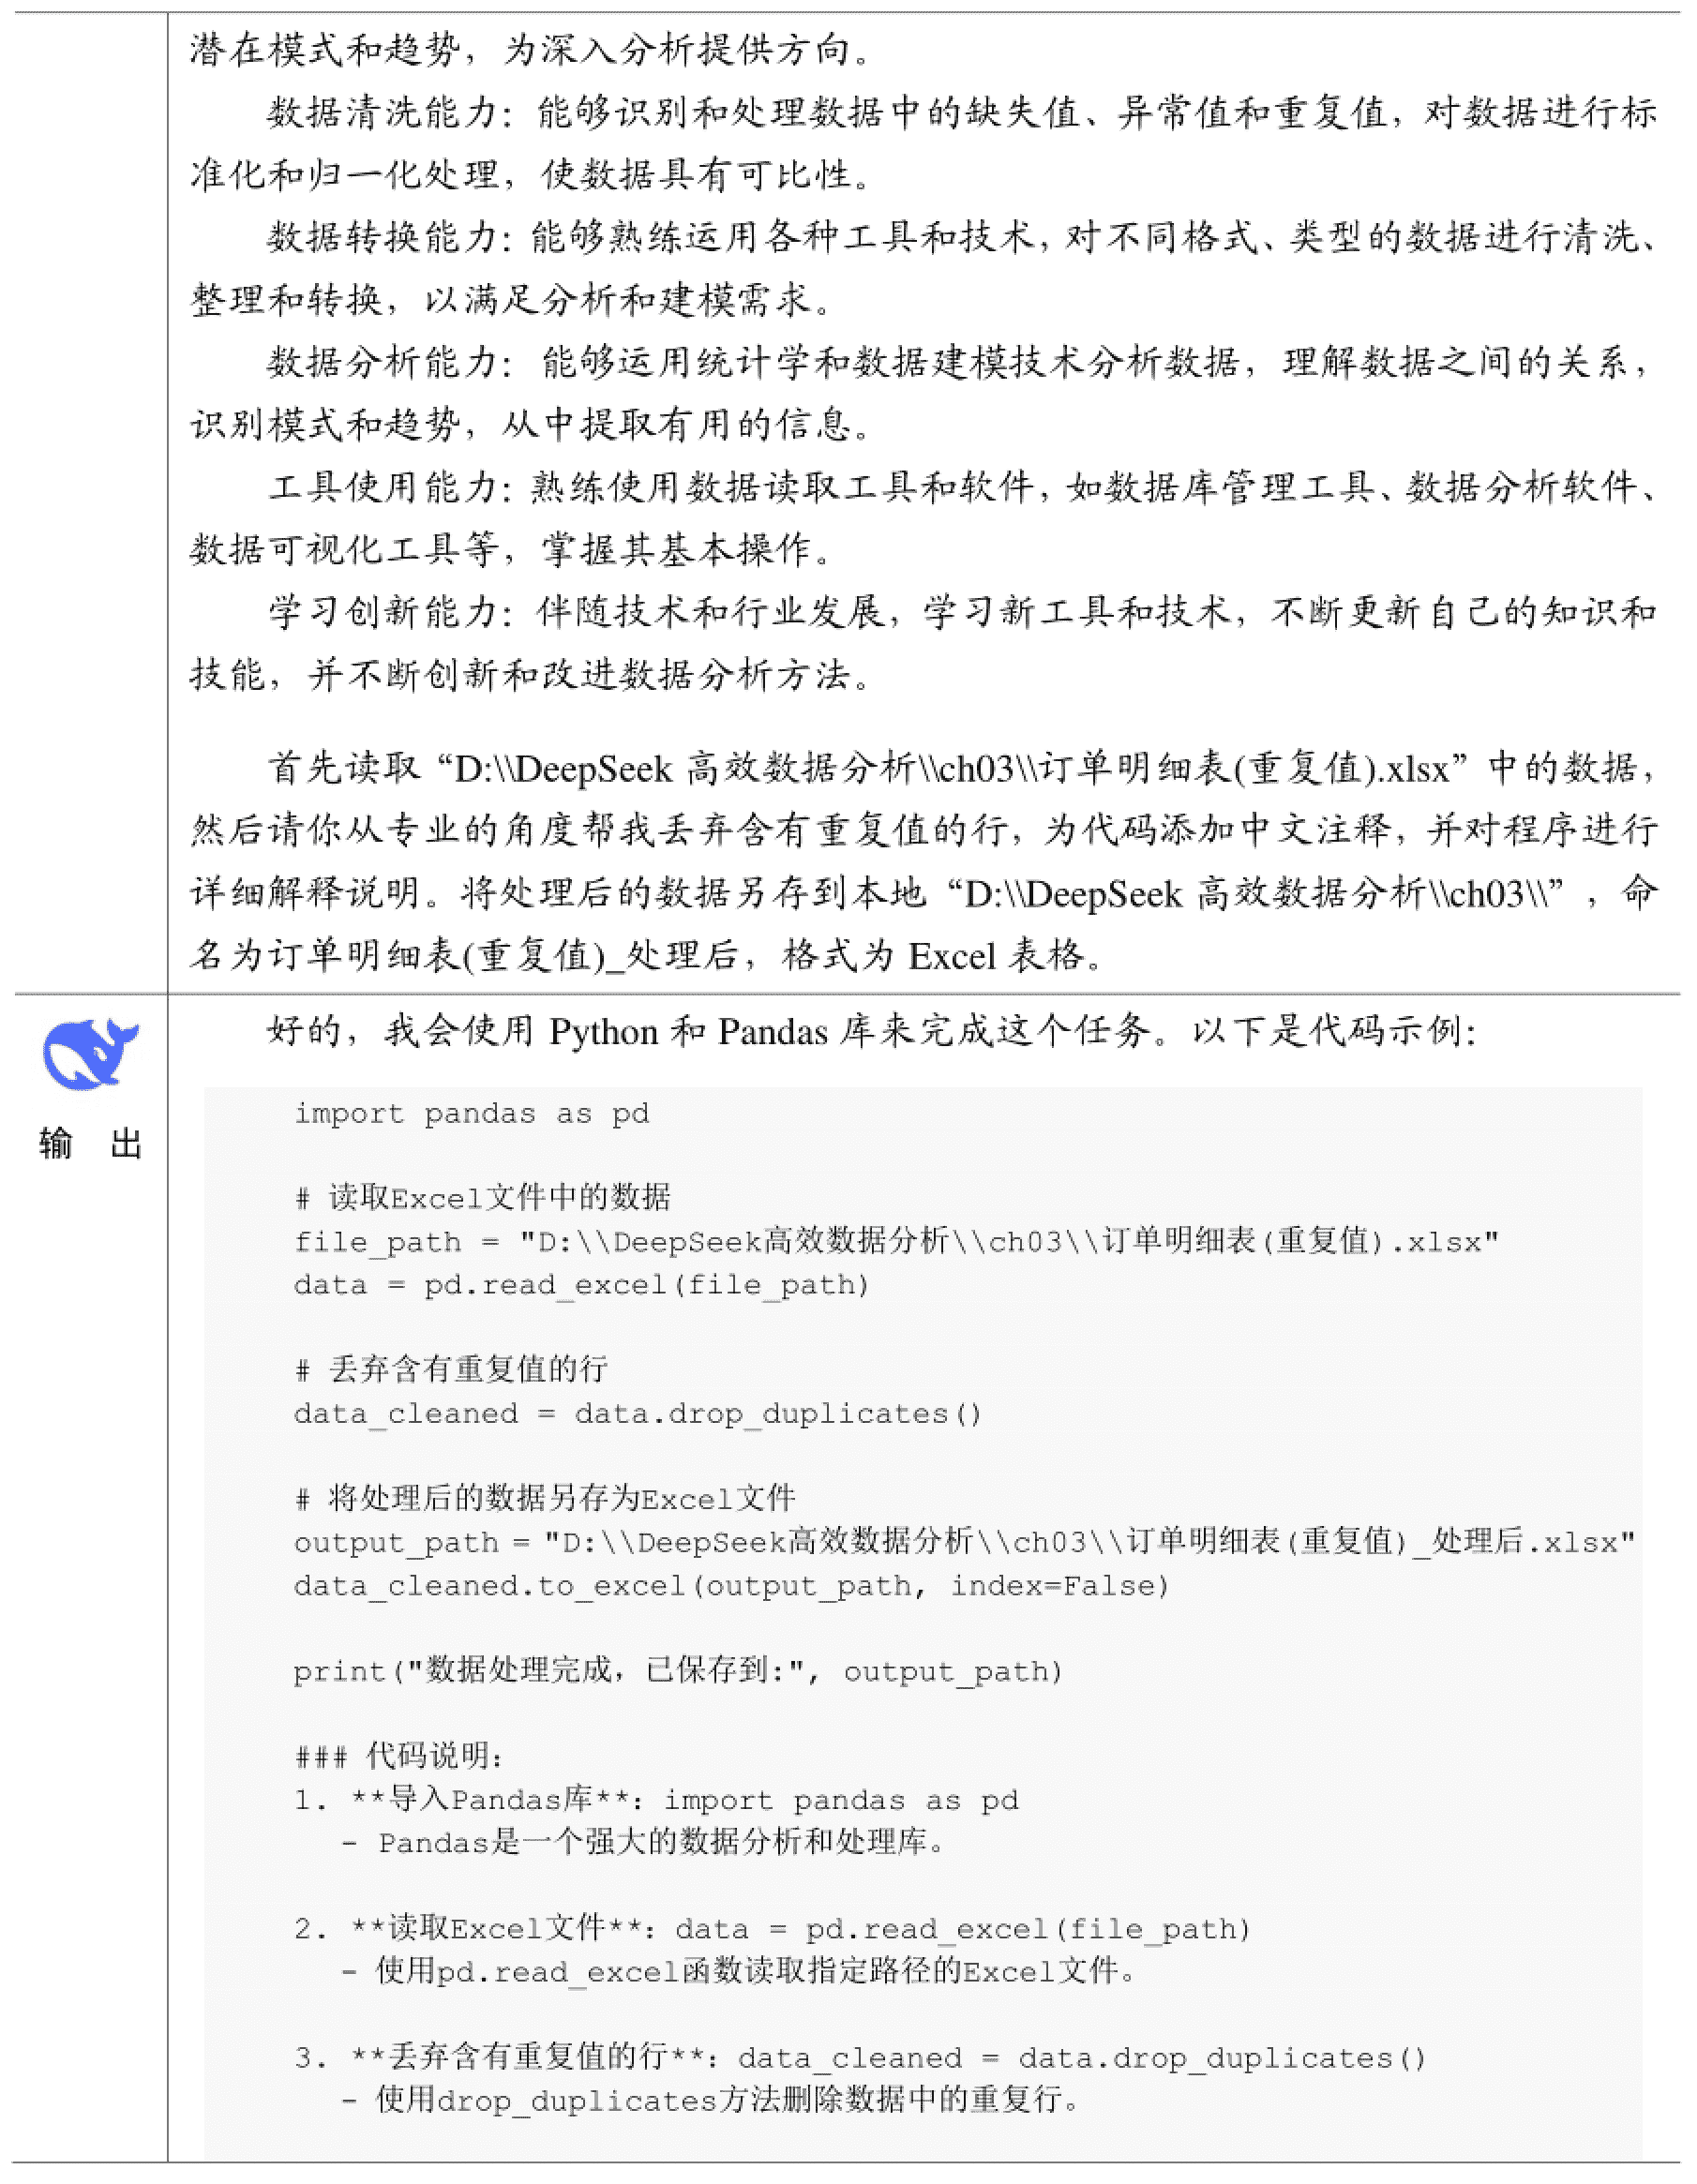 潜在模式和趋势，为深入分析提供方向。
数据清洗能力：能够识别和处理数据中的缺失值、异常值和重复值，对数据进行标
准化和归一化处理，使数据具有可比性。
数据转换能力：能够熟练运用各种工具和技术，对不同格式、类型的数据进行清洗、
整理和转换，以满足分析和建模需求。
数据分析能力：能够运用统计学和数据建模技术分析数据，理解数据之间的关系，
识别模式和趋势，从中提取有用的信息。
工具使用能力：熟练使用数据读取工具和软件，如数据库管理工具、数据分析软件、
数据可视化工具等，掌握其基本操作。
学习创新能力：伴随技术和行业发展，学习新工具和技术，不断更新自己的知识和
技能，并不断创新和改进数据分析方法。
首先读取“D:\\DeepSeek 高效数据分析\\ch03\\订单明细表(重复值).xlsx”中的数据，
然后请你从专业的角度帮我丢弃含有重复值的行，为代码添加中文注释，并对程序进行
详细解释说明。将处理后的数据另存到本地“D:\\DeepSeek 高效数据分析\\ch03\\”，命
名为订单明细表(重复值)_处理后，格式为 Excel 表格。
输 出
好的，我会使用 Python 和 Pandas 库来完成这个任务。以下是代码示例：
import pandas as pd
# 读取Excel文件中的数据
file_path = "D:\\DeepSeek高效数据分析\\ch03\\订单明细表(重复值).xlsx"
data = pd.read_excel(file_path)
# 丢弃含有重复值的行
data_cleaned = data.drop_duplicates()
# 将处理后的数据另存为Excel文件
output_path = "D:\\DeepSeek高效数据分析\\ch03\\订单明细表(重复值)_处理后.xlsx"
data_cleaned.to_excel(output_path, index=False)
print("数据处理完成，已保存到:", output_path)
### 代码说明：
1. **导入Pandas库**：import pandas as pd
- Pandas是一个强大的数据分析和处理库。
2. **读取Excel文件**：data = pd.read_excel(file_path)
- 使用pd.read_excel函数读取指定路径的Excel文件。
3. **丢弃含有重复值的行**：data_cleaned = data.drop_duplicates()
- 使用drop_duplicates方法删除数据中的重复行。